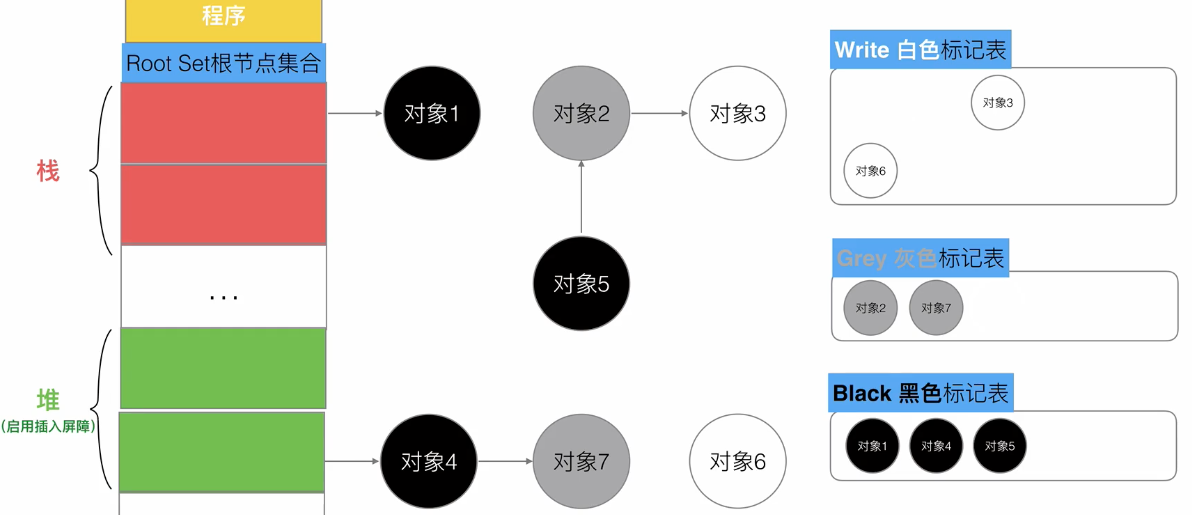 程序
Root Set根节点集合
栈
...
堆
(启用插入屏障)
对象1
对象2
对象3
对象5
对象4
对象7
对象6
Write 白色标记表
对象3
对象6
Grey 灰色标记表
对象2
对象7
Black 黑色标记表
对象1
对象4
对象5